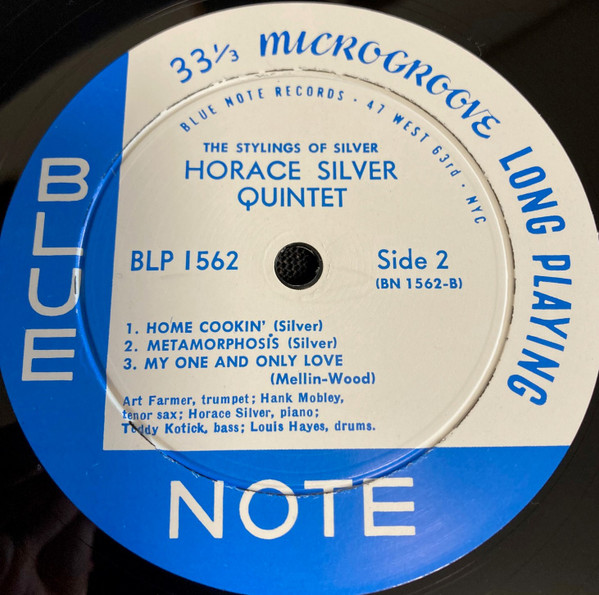 33⅓ MICROGROOVE LONG PLAYING
BLUE NOTE RECORDS · 47 WEST 63rd · NYC
THE STYLINGS OF SILVER
HORACE SILVER
QUINTET
BLP 1562
Side 2
(BN 1562-B)
1. HOME COOKIN' (Silver)
2. METAMORPHOSIS (Silver)
3. MY ONE AND ONLY LOVE
(Mellin-Wood)
Art Farmer, trumpet; Hank Mobley,
tenor sax; Horace Silver, piano;
Teddy Kotick, bass; Louis Hayes, drums.
BLUE
NOTE